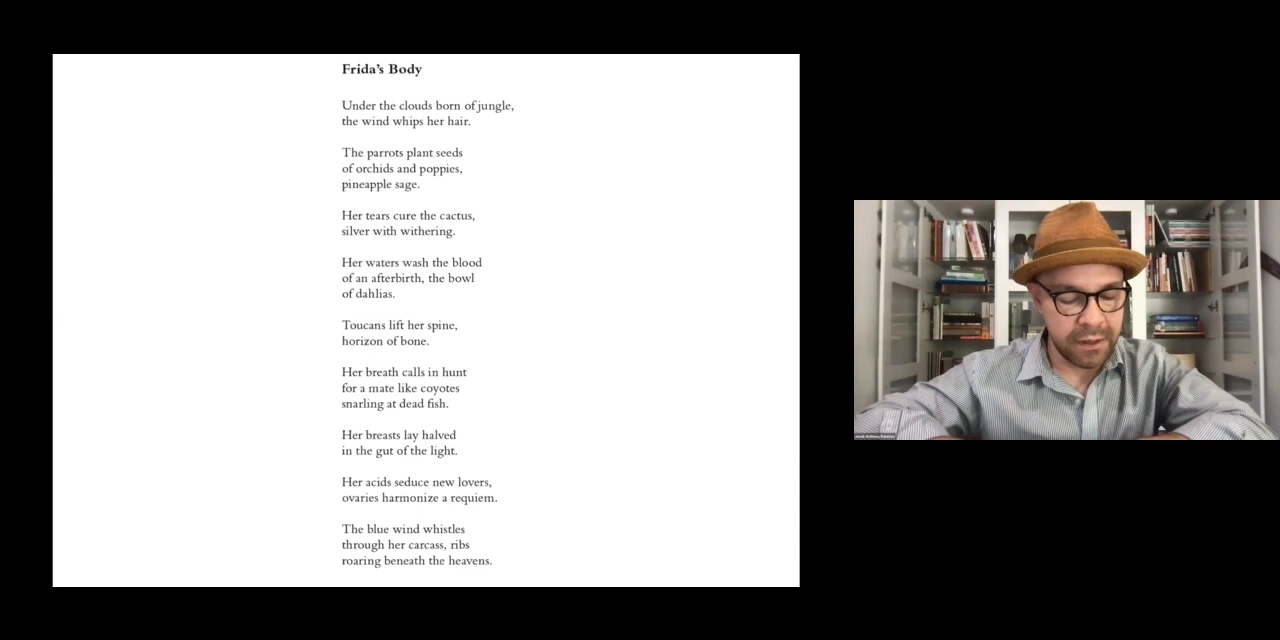 Frida’s Body
Under the clouds born of jungle,
the wind whips her hair.
The parrots plant seeds
of orchids and poppies,
pineapple sage.
Her tears cure the cactus,
silver with withering.
Her waters wash the blood
of an afterbirth, the bowl
of dahlias.
Toucans lift her spine,
horizon of bone.
Her breath calls in hunt
for a mate like coyotes
snarling at dead fish.
Her breasts lay halved
in the gut of the light.
Her acids seduce new lovers,
ovaries harmonize a requiem.
The blue wind whistles
through her carcass, ribs
roaring beneath the heavens.